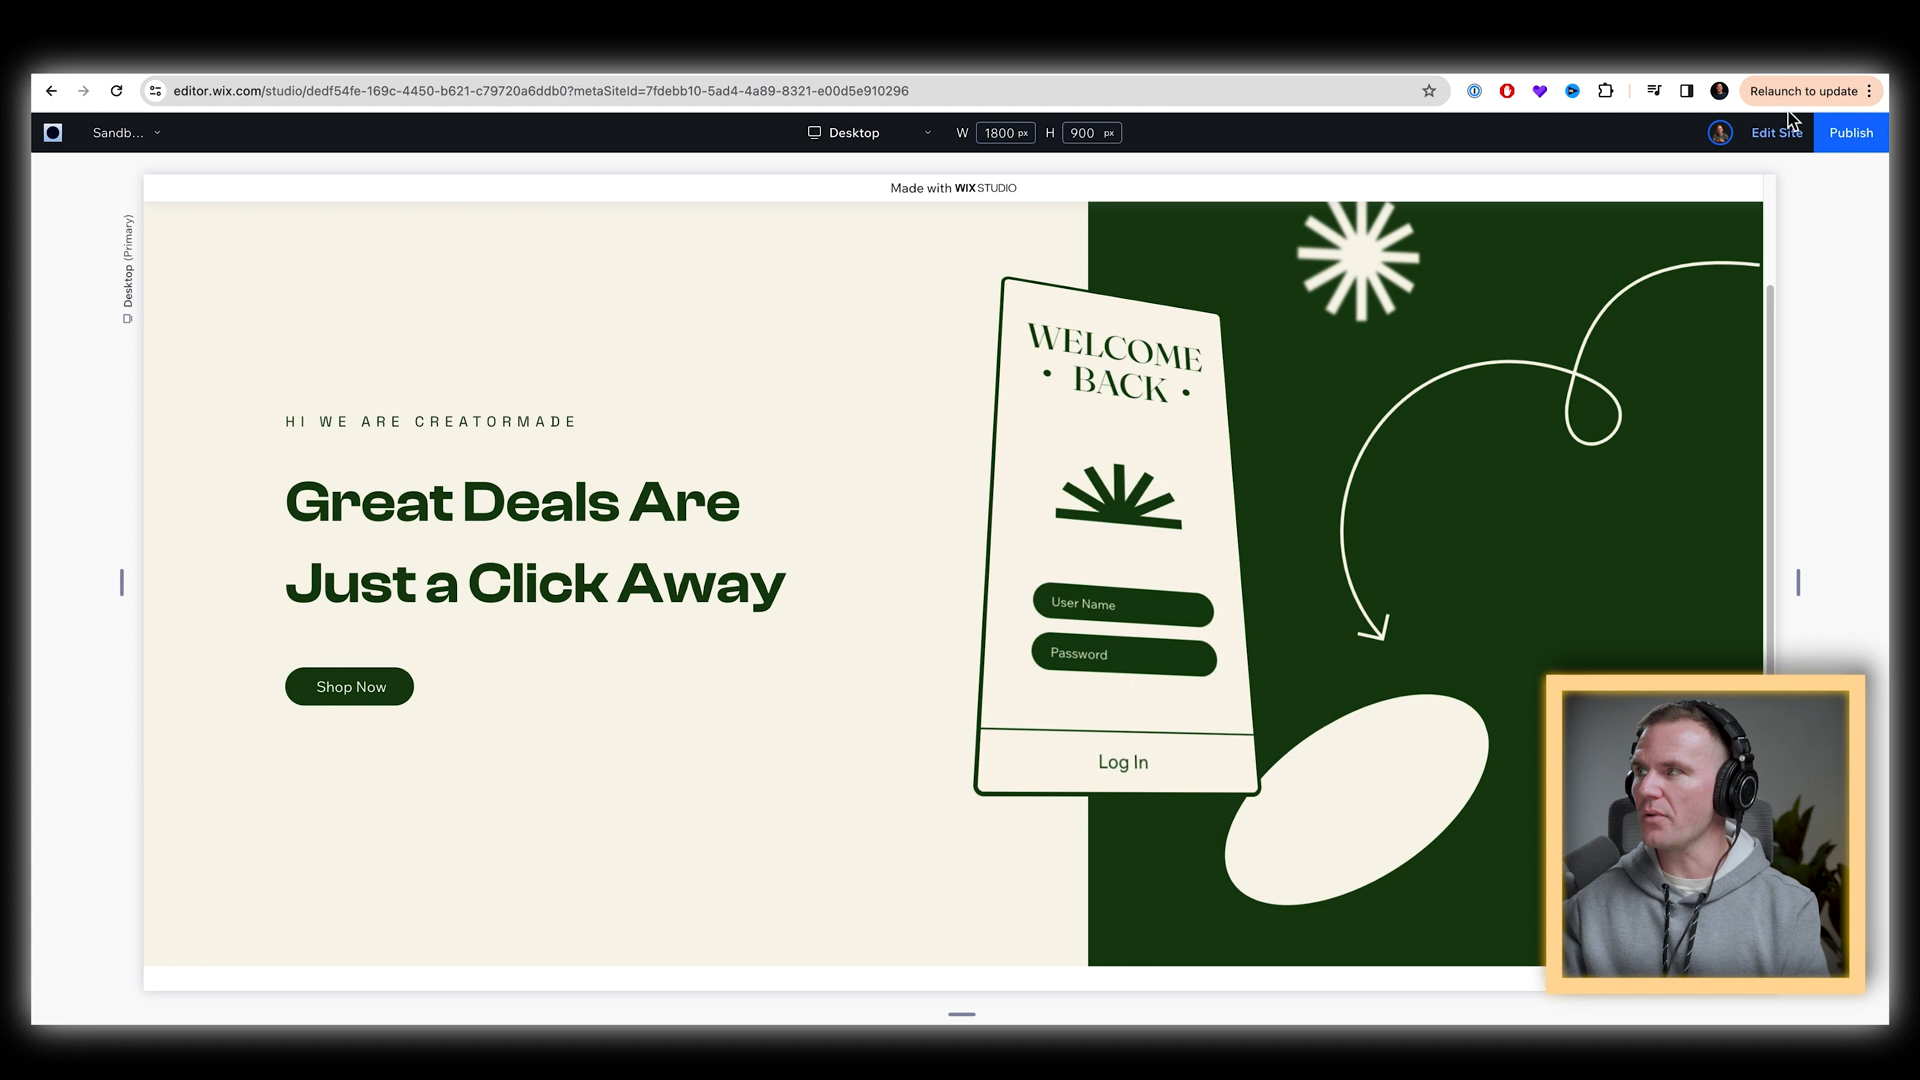 editor.wix.com/studio/dedf54fe-169c-4450-b621-c79720a6ddb0?metaSiteId=7fdebb10-5ad4-4a89-8321-e00d5e910296
Relaunch to update
Sandb...
Desktop
W 1800 px H 900 px
Edit Site
Publish
Made with WIX STUDIO
Desktop (Primary)
HI WE ARE CREATORMADE
Great Deals Are
Just a Click Away
Shop Now
WELCOME
• BACK •
User Name
Password
Log In